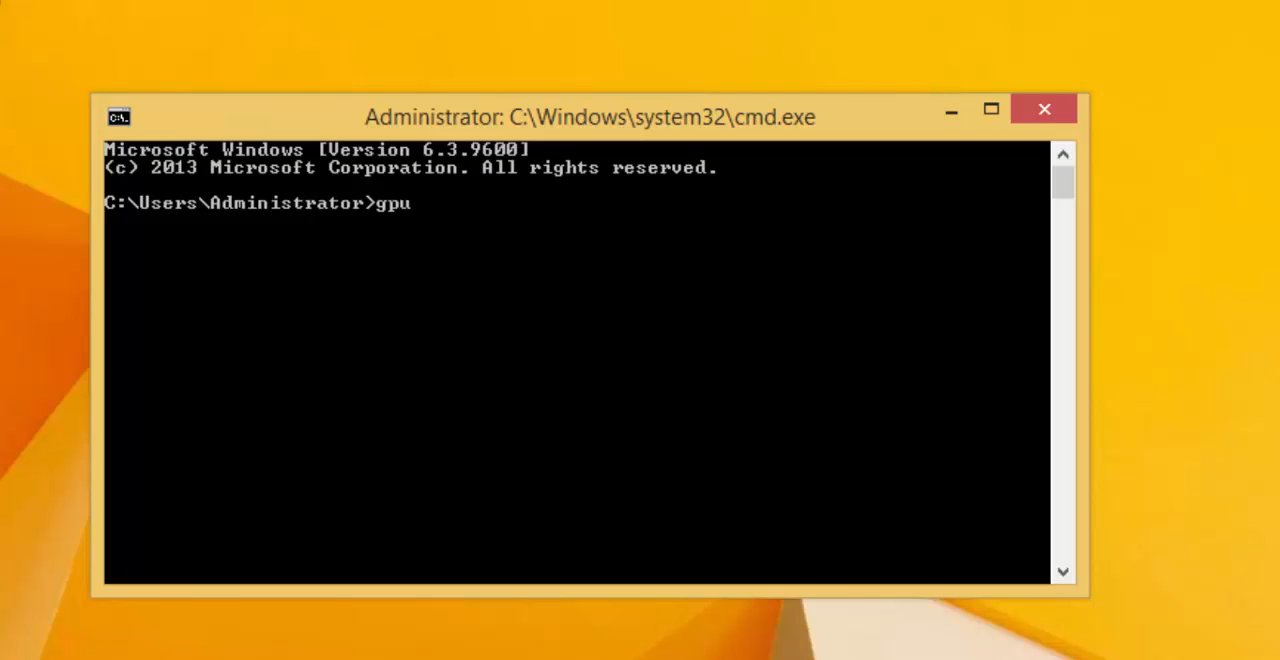 Administrator: C:\Windows\system32\cmd.exe
Microsoft Windows [Version 6.3.9600]
(c) 2013 Microsoft Corporation. All rights reserved.
C:\Users\Administrator>gpu